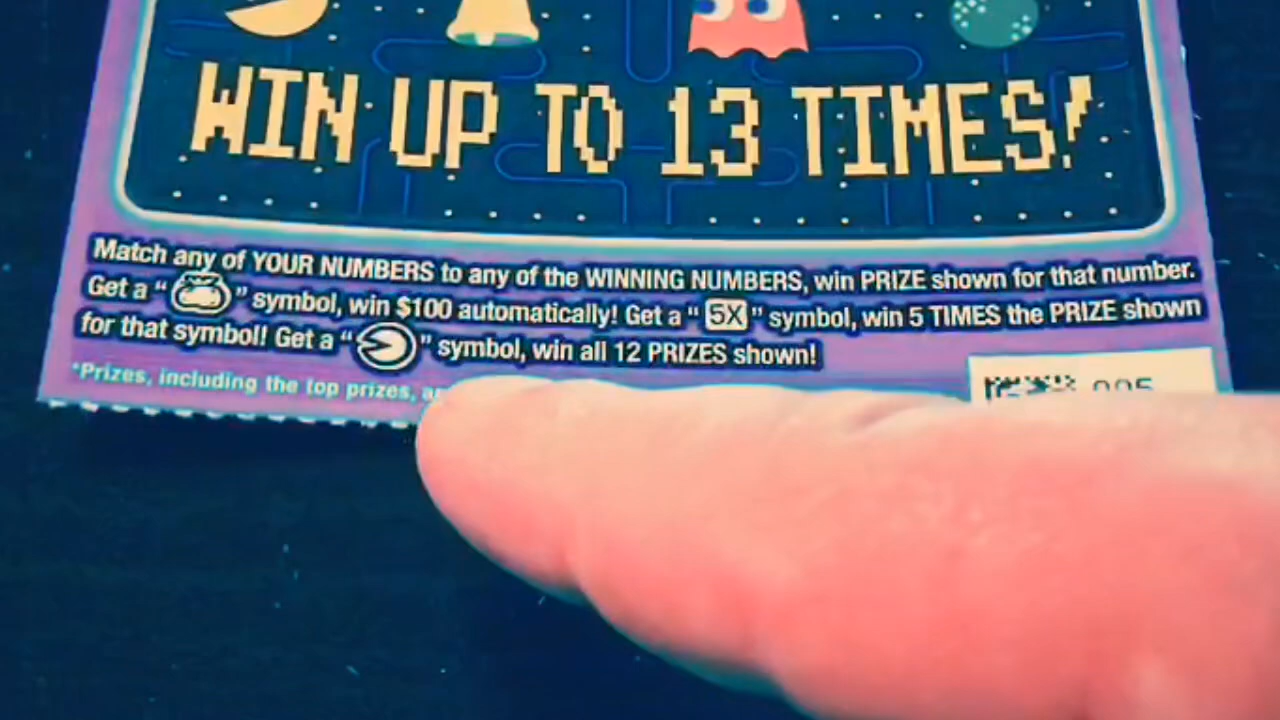 WIN UP TO 13 TIMES!
Match any of YOUR NUMBERS to any of the WINNING NUMBERS, win PRIZE shown for that number.
Get a " " symbol, win $100 automatically! Get a "5X" symbol, win 5 TIMES the PRIZE shown
for that symbol! Get a " " symbol, win all 12 PRIZES shown!
*Prizes, including the top prizes,